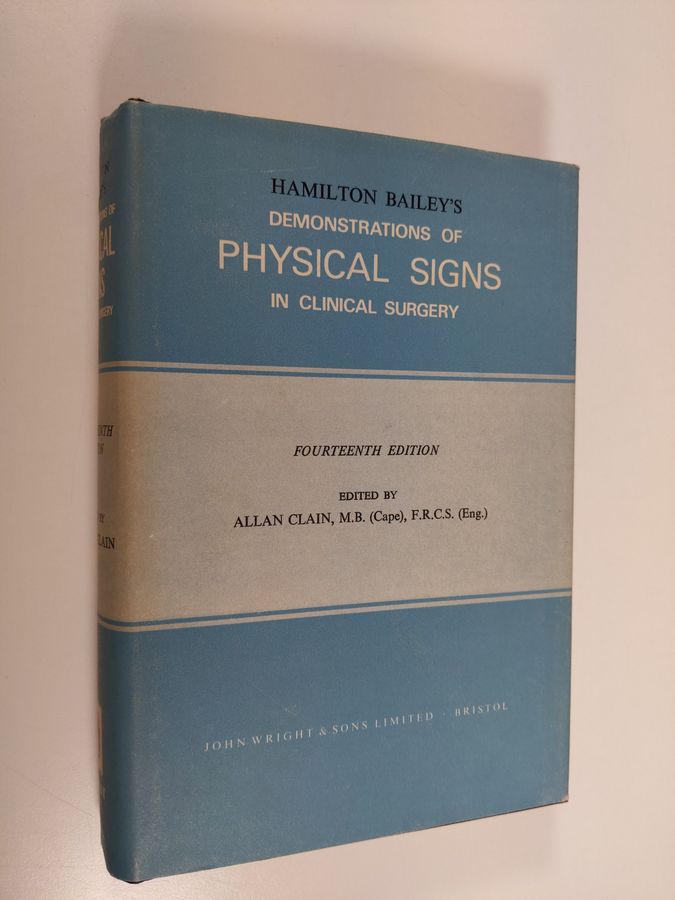 HAMILTON BAILEY'S
DEMONSTRATIONS OF
PHYSICAL SIGNS
IN CLINICAL SURGERY
FOURTEENTH EDITION
EDITED BY
ALLAN CLAIN, M.B. (Cape), F.R.C.S. (Eng.)
JOHN WRIGHT & SONS LIMITED · BRISTOL